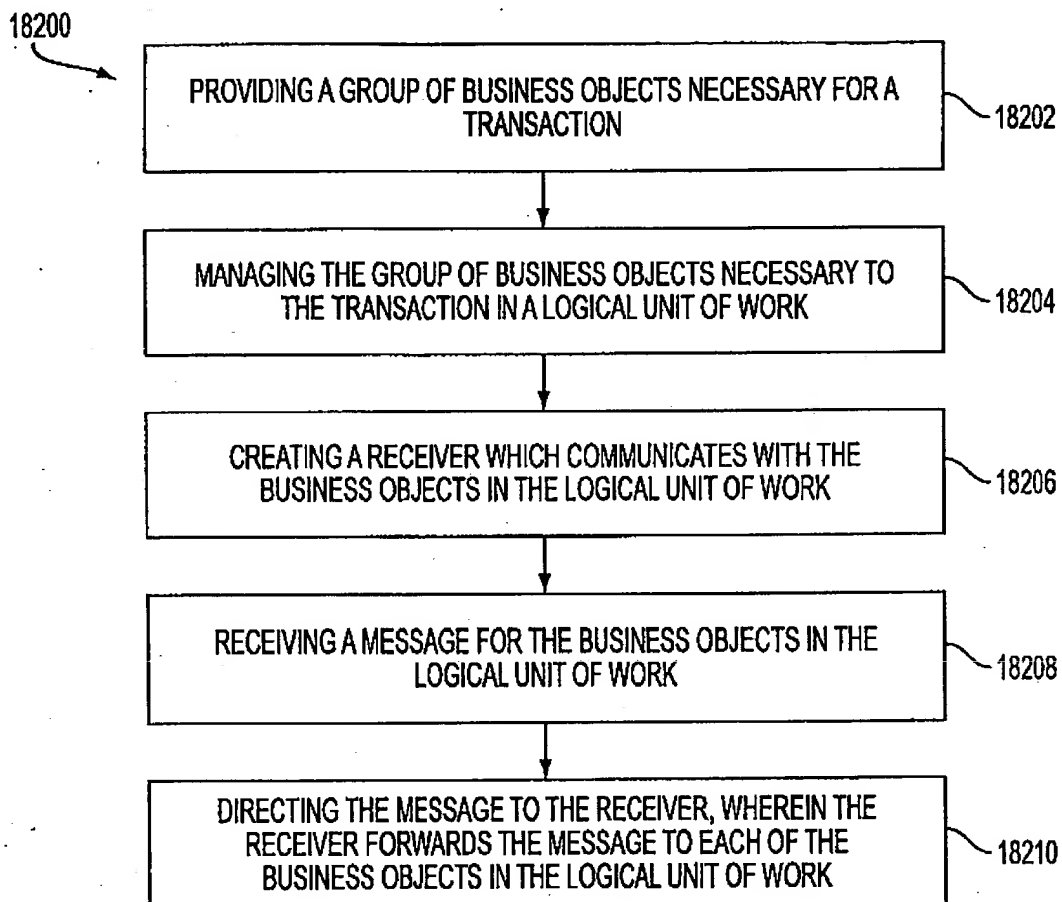 18200
PROVIDING A GROUP OF BUSINESS OBJECTS NECESSARY FOR A
TRANSACTION
18202
MANAGING THE GROUP OF BUSINESS OBJECTS NECESSARY TO
THE TRANSACTION IN A LOGICAL UNIT OF WORK
18204
CREATING A RECEIVER WHICH COMMUNICATES WITH THE
BUSINESS OBJECTS IN THE LOGICAL UNIT OF WORK
18206
RECEIVING A MESSAGE FOR THE BUSINESS OBJECTS IN THE
LOGICAL UNIT OF WORK
18208
DIRECTING THE MESSAGE TO THE RECEIVER, WHEREIN THE
RECEIVER FORWARDS THE MESSAGE TO EACH OF THE
BUSINESS OBJECTS IN THE LOGICAL UNIT OF WORK
18210